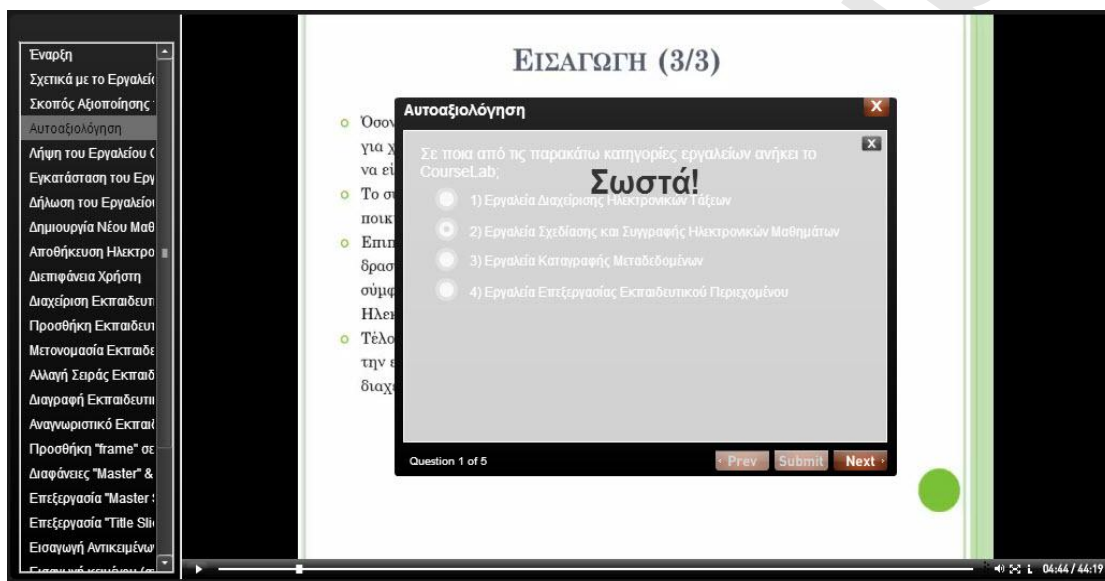 Έναρξη
Σχετικά με το Εργαλείο
Σκοπός Αξιοποίησης
Αυτοαξιολόγηση
Λήψη του Εργαλείου
Εγκατάσταση του Εργ
Δήλωση του Εργαλείου
Δημιουργία Νέου Μαθ
Αποθήκευση Ηλεκτρο
Διεπιφάνεια Χρήστη
Διαχείριση Εκπαιδευτ
Προσθήκη Εκπαιδευτ
Μετονομασία Εκπαιδε
Αλλαγή Σειράς Εκπαιδ
Διαγραφή Εκπαιδευτι
Αναγνωριστικό Εκπαιδ
Προσθήκη "frame" σε
Διαφάνειες "Master" &
Επεξεργασία "Master
Επεξεργασία "Title Sli
Εισαγωγή Αντικειμένω
ΕΙΣΑΓΩΓΗ (3/3)
Όσον
για χ
να εί
Το συ
ποικ
Επιπ
δρασ
σύμφ
Ηλεκ
Τέλο
την ε
διαχ
Αυτοαξιολόγηση
X
X
Σε ποια από τις παρακάτω κατηγορίες εργαλείων ανήκει το
CourseLab;
Σωστά!
1) Εργαλεία Διαχείρισης Ηλεκτρονικών Τάξεων
2) Εργαλεία Σχεδίασης και Συγγραφής Ηλεκτρονικών Μαθημάτων
3) Εργαλεία Καταγραφής Μεταδεδομένων
4) Εργαλεία Επεξεργασίας Εκπαιδευτικού Περιεχομένου
Question 1 of 5
Prev Submit Next
04:44 / 44:19